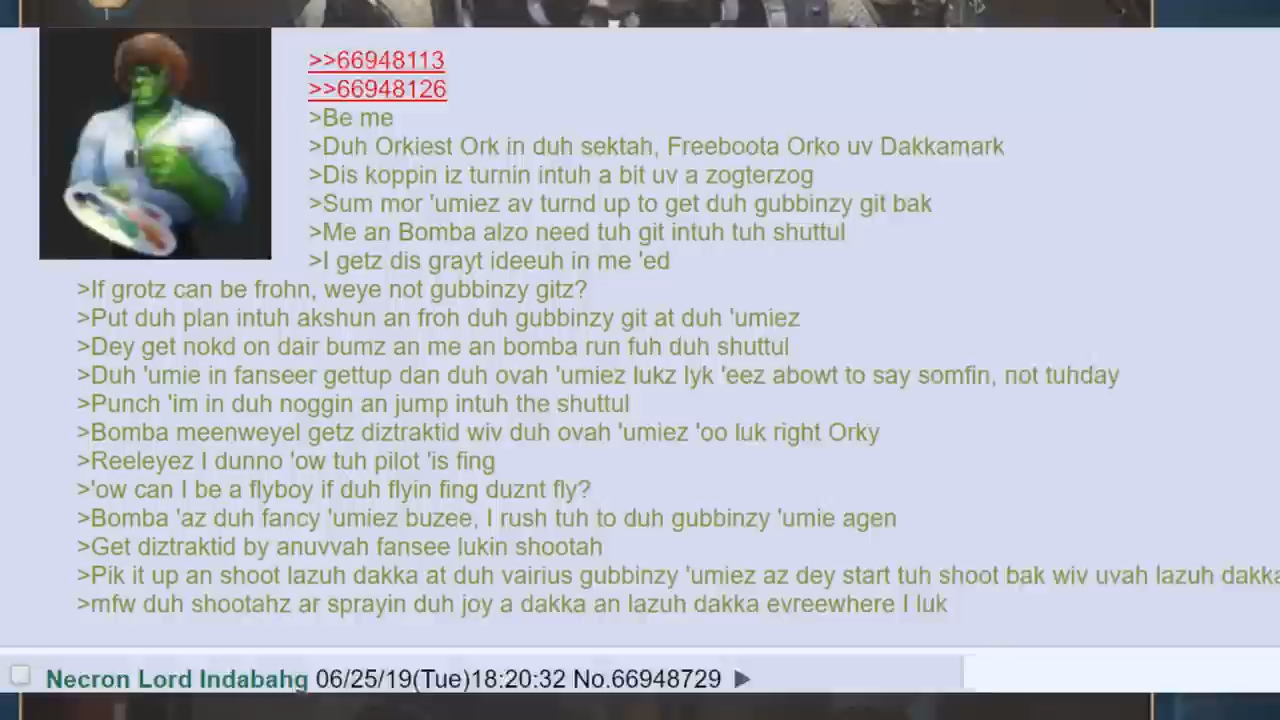 >>66948113
>>66948126
>Be me
>Duh Orkiest Ork in duh sektah, Freeboota Orko uv Dakkamark
>Dis koppin iz turnin intuh a bit uv a zogterzog
>Sum mor 'umiez av turnd up to get duh gubbinzy git bak
>Me an Bomba alzo need tuh git intuh tuh shuttul
>I getz dis grayt ideeuh in me 'ed
>If grotz can be frohn, weye not gubbinzy gitz?
>Put duh plan intuh akshun an froh duh gubbinzy git at duh 'umiez
>Dey get nokd on dair bumz an me an bomba run fuh duh shuttul
>Duh 'umie in fanseer gettup dan duh ovah 'umiez lukz lyk 'eez abowt to say somfin, not tuhday
>Punch 'im in duh noggin an jump intuh the shuttul
>Bomba meenweyel getz diztraktid wiv duh ovah 'umiez 'oo luk right Orky
>Reeleyez I dunno 'ow tuh pilot 'is fing
>'ow can I be a flyboy if duh flyin fing duznt fly?
>Bomba 'az duh fancy 'umiez buzee, I rush tuh to duh gubbinzy 'umie agen
>Get diztraktid by anuvvah fansee lukin shootah
>Pik it up an shoot lazuh dakka at duh vairius gubbinzy 'umiez az dey start tuh shoot bak wiv uvah lazuh dakka
>mfw duh shootahz ar sprayin duh joy a dakka an lazuh dakka evreewhere I luk
Necron Lord Indabahg 06/25/19(Tue)18:20:32 No.66948729 ▶